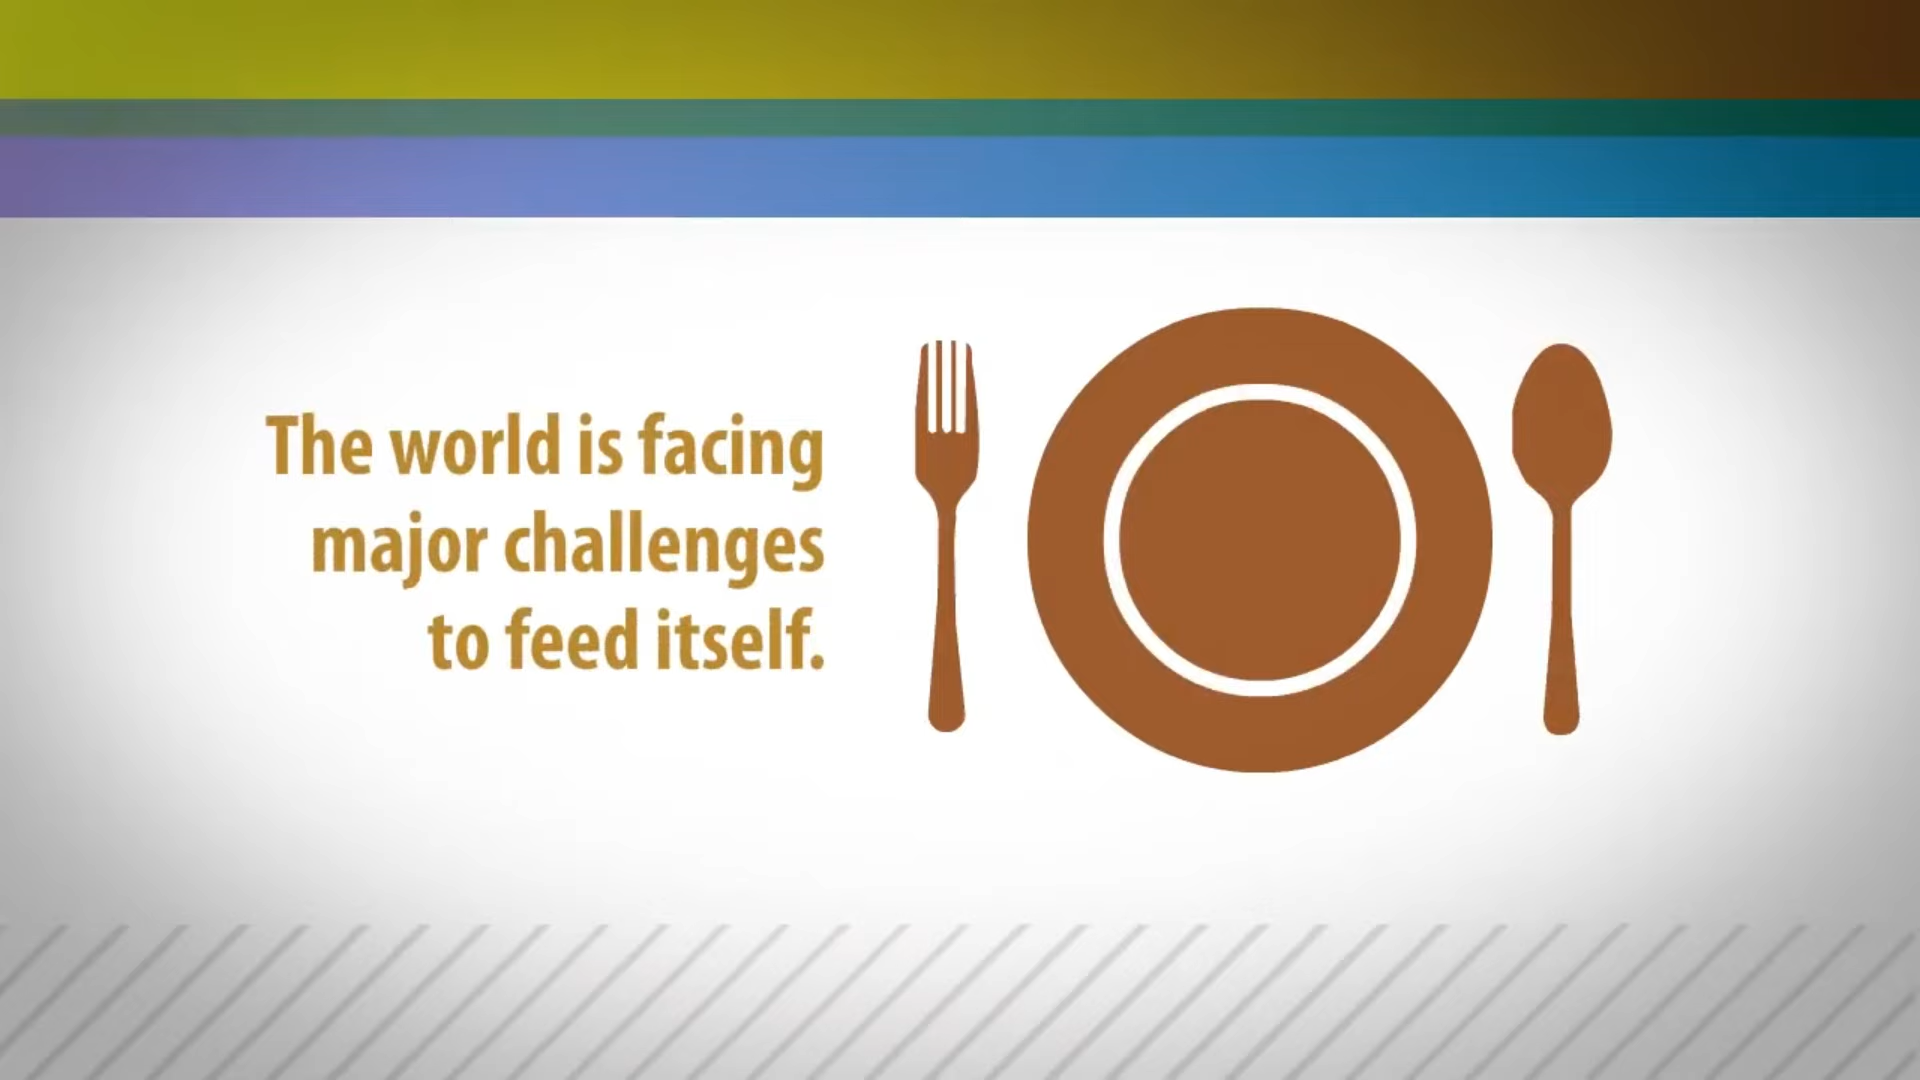 The world is facing
major challenges
to feed itself.